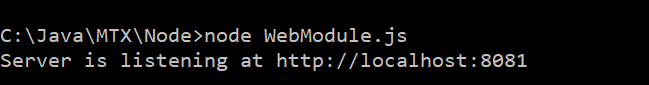 C:\Java\MTX\Node>node WebModule.js
Server is listening at http://localhost:8081